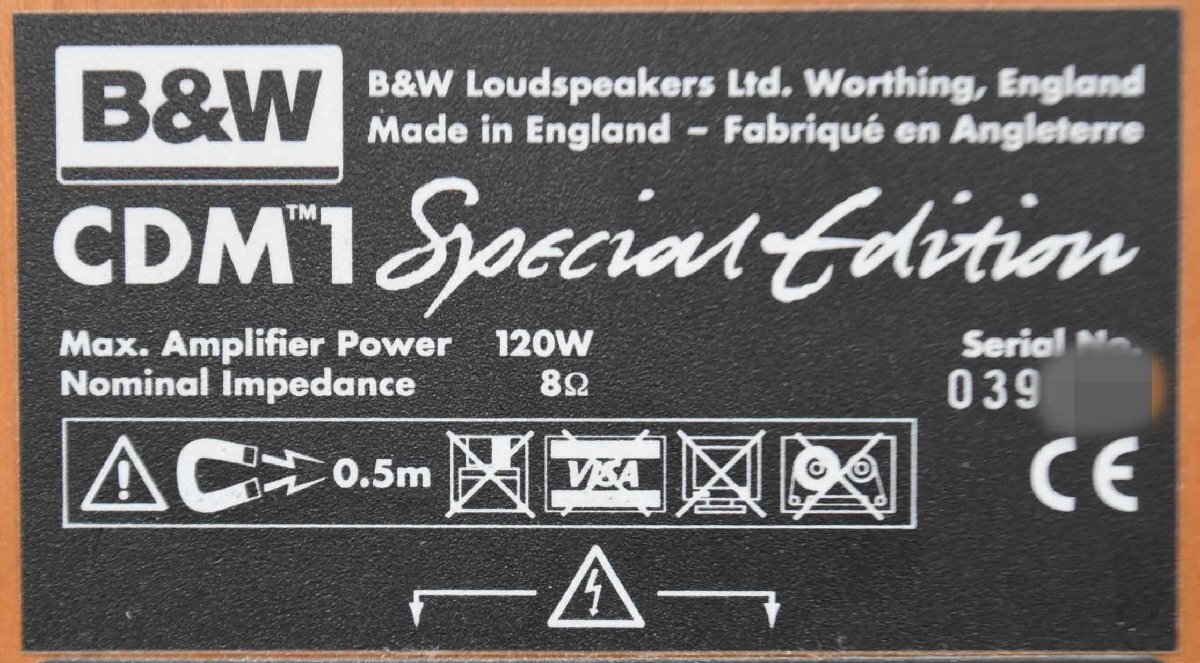 B&W
B&W Loudspeakers Ltd. Worthing, England
Made in England – Fabriqué en Angleterre
CDM™1 Special Edition
Max. Amplifier Power 120W
Nominal Impedance 8Ω
Serial No.
039
0.5m
VISA
CE